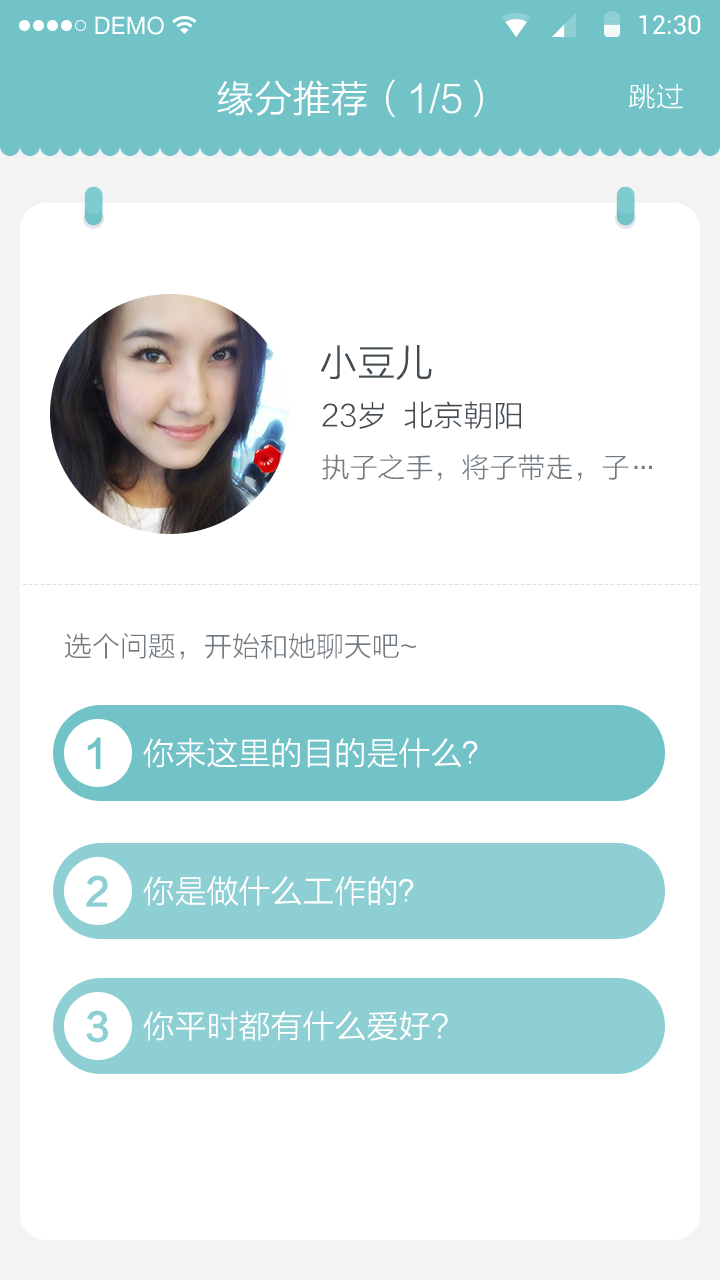 DEMO 12:30
缘分推荐（1/5） 跳过
小豆儿
23岁 北京朝阳
执子之手，将子带走，子…
选个问题，开始和她聊天吧~
1 你来这里的目的是什么?
2 你是做什么工作的?
3 你平时都有什么爱好?